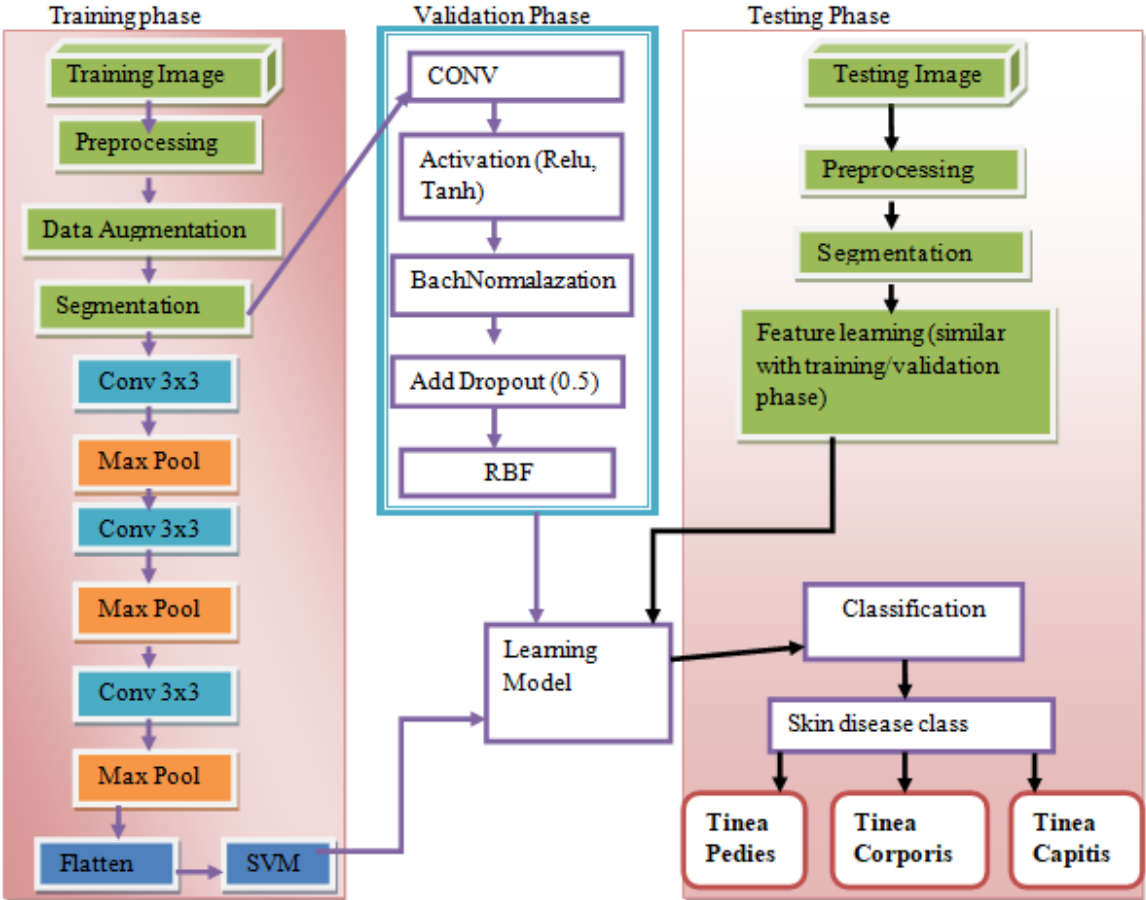 Training phase
Training Image
Preprocessing
Data Augmentation
Segmentation
Conv 3x3
Max Pool
Conv 3x3
Max Pool
Conv 3x3
Max Pool
Flatten
SVM
Validation Phase
CONV
Activation (Relu,
Tanh)
BachNormalazation
Add Dropout (0.5)
RBF
Learning
Model
Testing Phase
Testing Image
Preprocessing
Segmentation
Feature learning (similar
with training/validation
phase)
Classification
Skin disease class
Tinea
Pedies
Tinea
Corporis
Tinea
Capitis